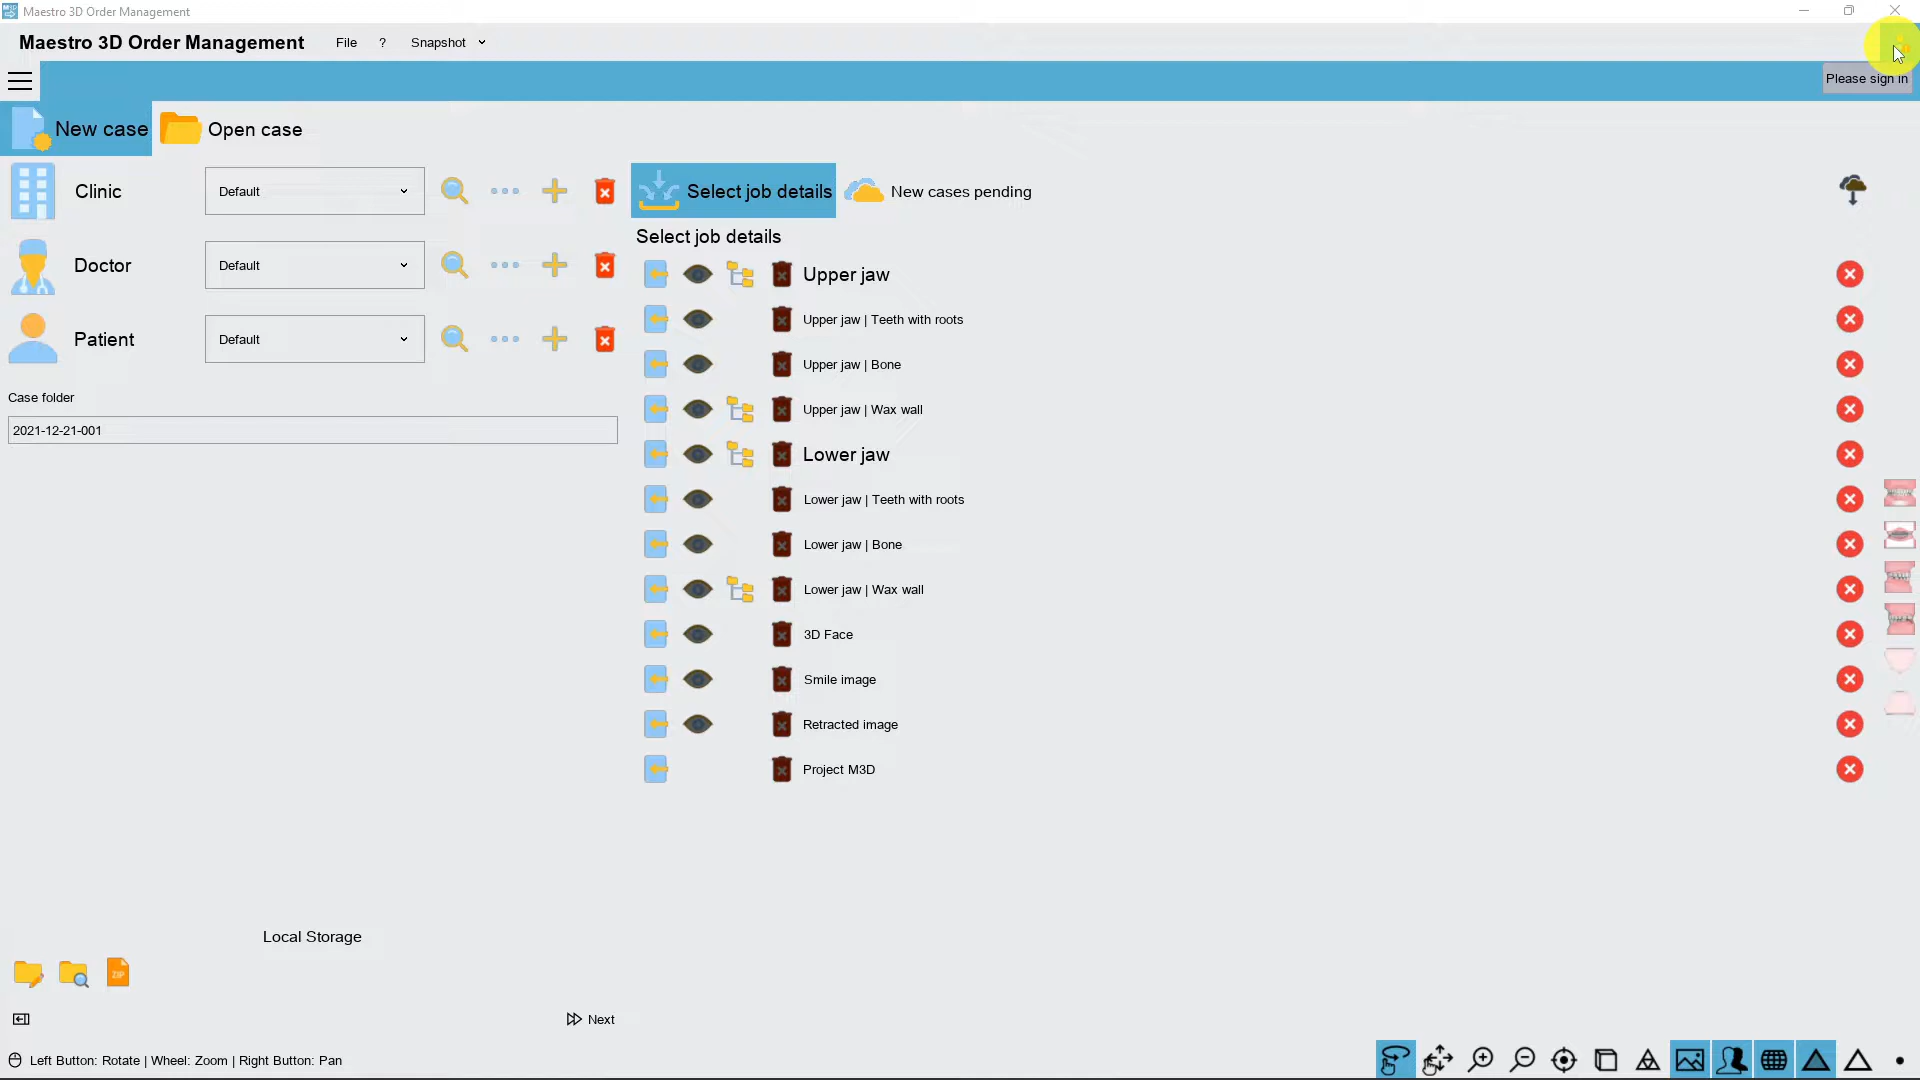 Maestro 3D Order Management
Maestro 3D Order Management File ? Snapshot
Please sign in
New case Open case
Clinic Default
Select job details New cases pending
Select job details
Doctor Default
Patient Default
Case folder
2021-12-21-001
Upper jaw
Upper jaw | Teeth with roots
Upper jaw | Bone
Upper jaw | Wax wall
Lower jaw
Lower jaw | Teeth with roots
Lower jaw | Bone
Lower jaw | Wax wall
3D Face
Smile image
Retracted image
Project M3D
Local Storage
ZIP
Next
Left Button: Rotate | Wheel: Zoom | Right Button: Pan